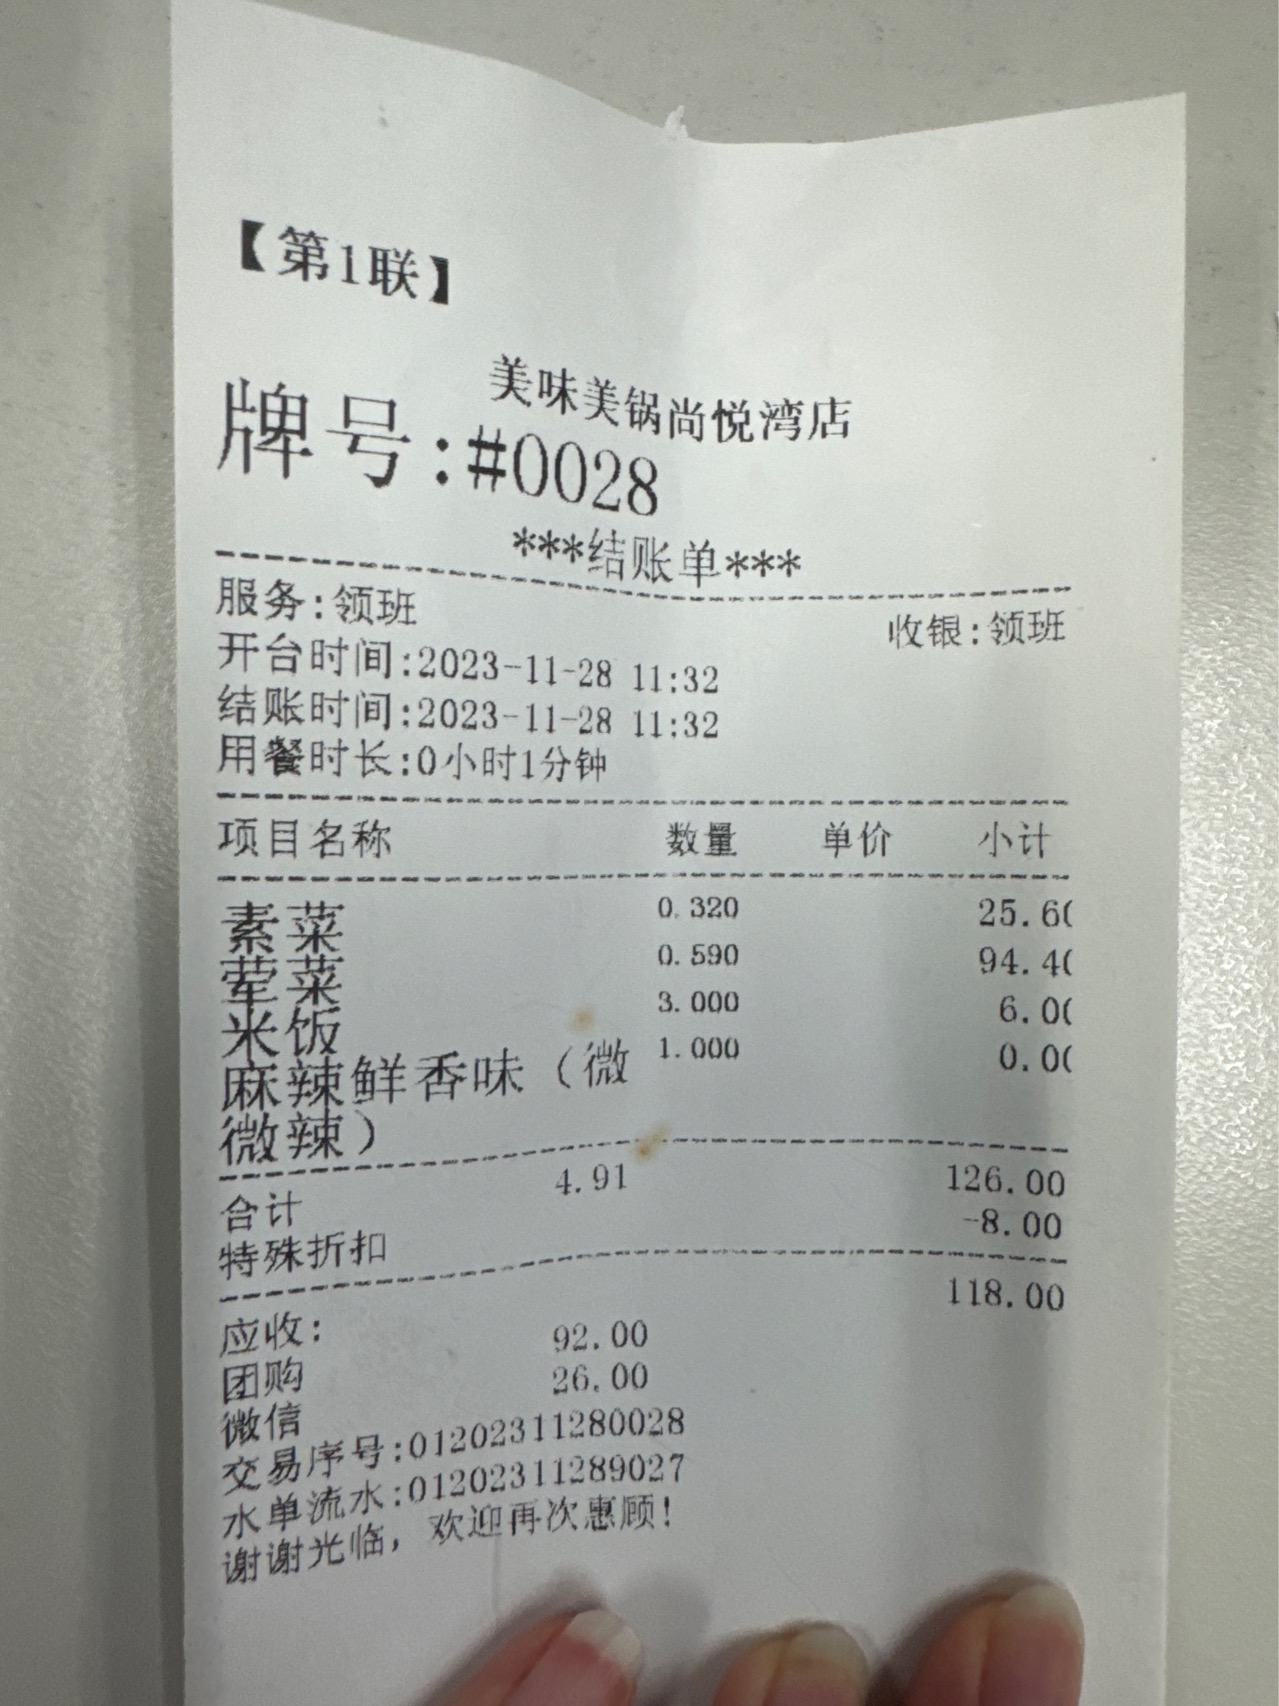 【第1联】
美味美锅尚悦湾店
牌号:#0028
***结账单***
服务:领班 收银:领班
开台时间:2023-11-28 11:32
结账时间:2023-11-28 11:32
用餐时长:0小时1分钟
项目名称 数量 单价 小计
素菜 0.320 25.60
荤菜 0.590 94.40
米饭 3.000 6.00
麻辣鲜香味（微 1.000 0.00
微辣）
合计 4.91 126.00
特殊折扣 -8.00
应收: 118.00
团购 92.00
微信 26.00
交易序号:01202311280028
水单流水:01202311289027
谢谢光临，欢迎再次惠顾!